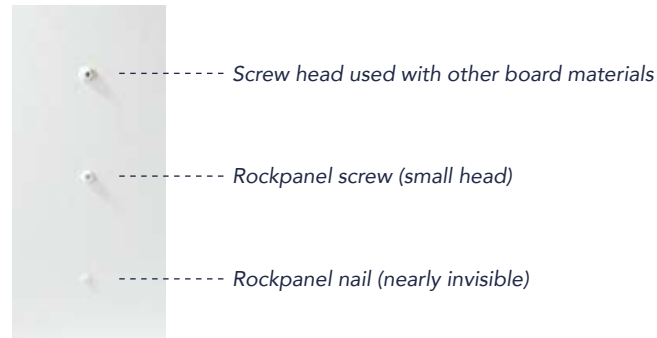 Screw head used with other board materials
Rockpanel screw (small head)
Rockpanel nail (nearly invisible)